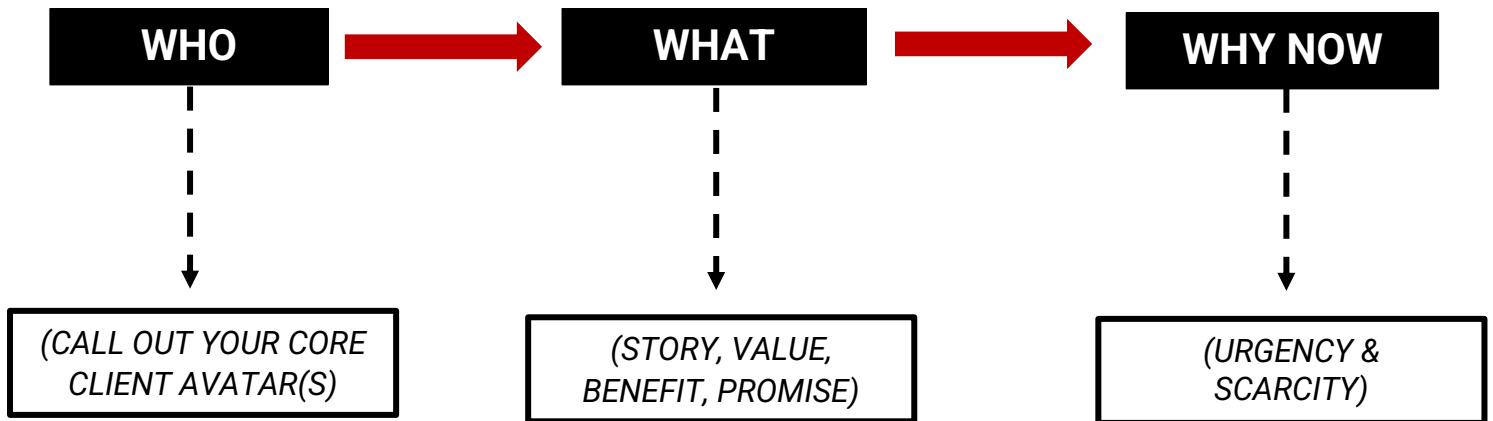 WHO
WHAT
WHY NOW
(CALL OUT YOUR CORE
CLIENT AVATAR(S)
(STORY, VALUE,
BENEFIT, PROMISE)
(URGENCY &
SCARCITY)